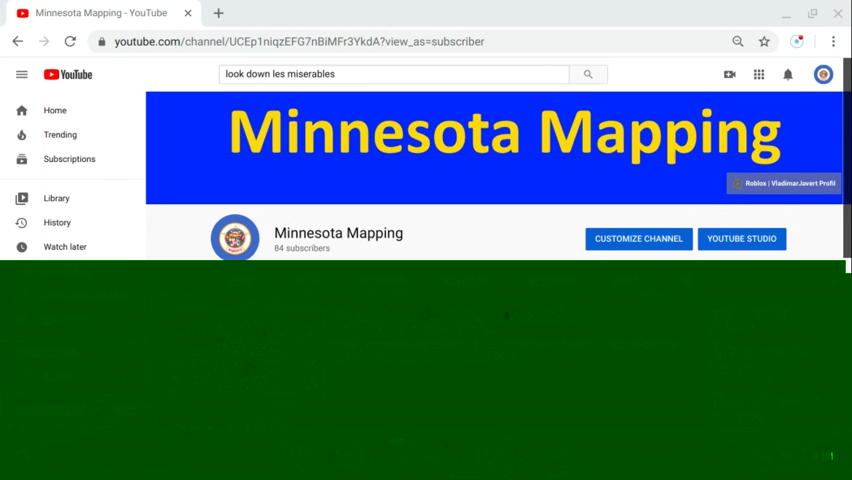 Minnesota Mapping - YouTube
youtube.com/channel/UCEp1niqzEFG7nBiMFr3YkdA?view_as=subscriber
YouTube
look down les miserables
Home
Trending
Subscriptions
Library
History
Watch later
Minnesota Mapping
Roblox | VladimarJavert Profil
Minnesota Mapping
84 subscribers
CUSTOMIZE CHANNEL
YOUTUBE STUDIO